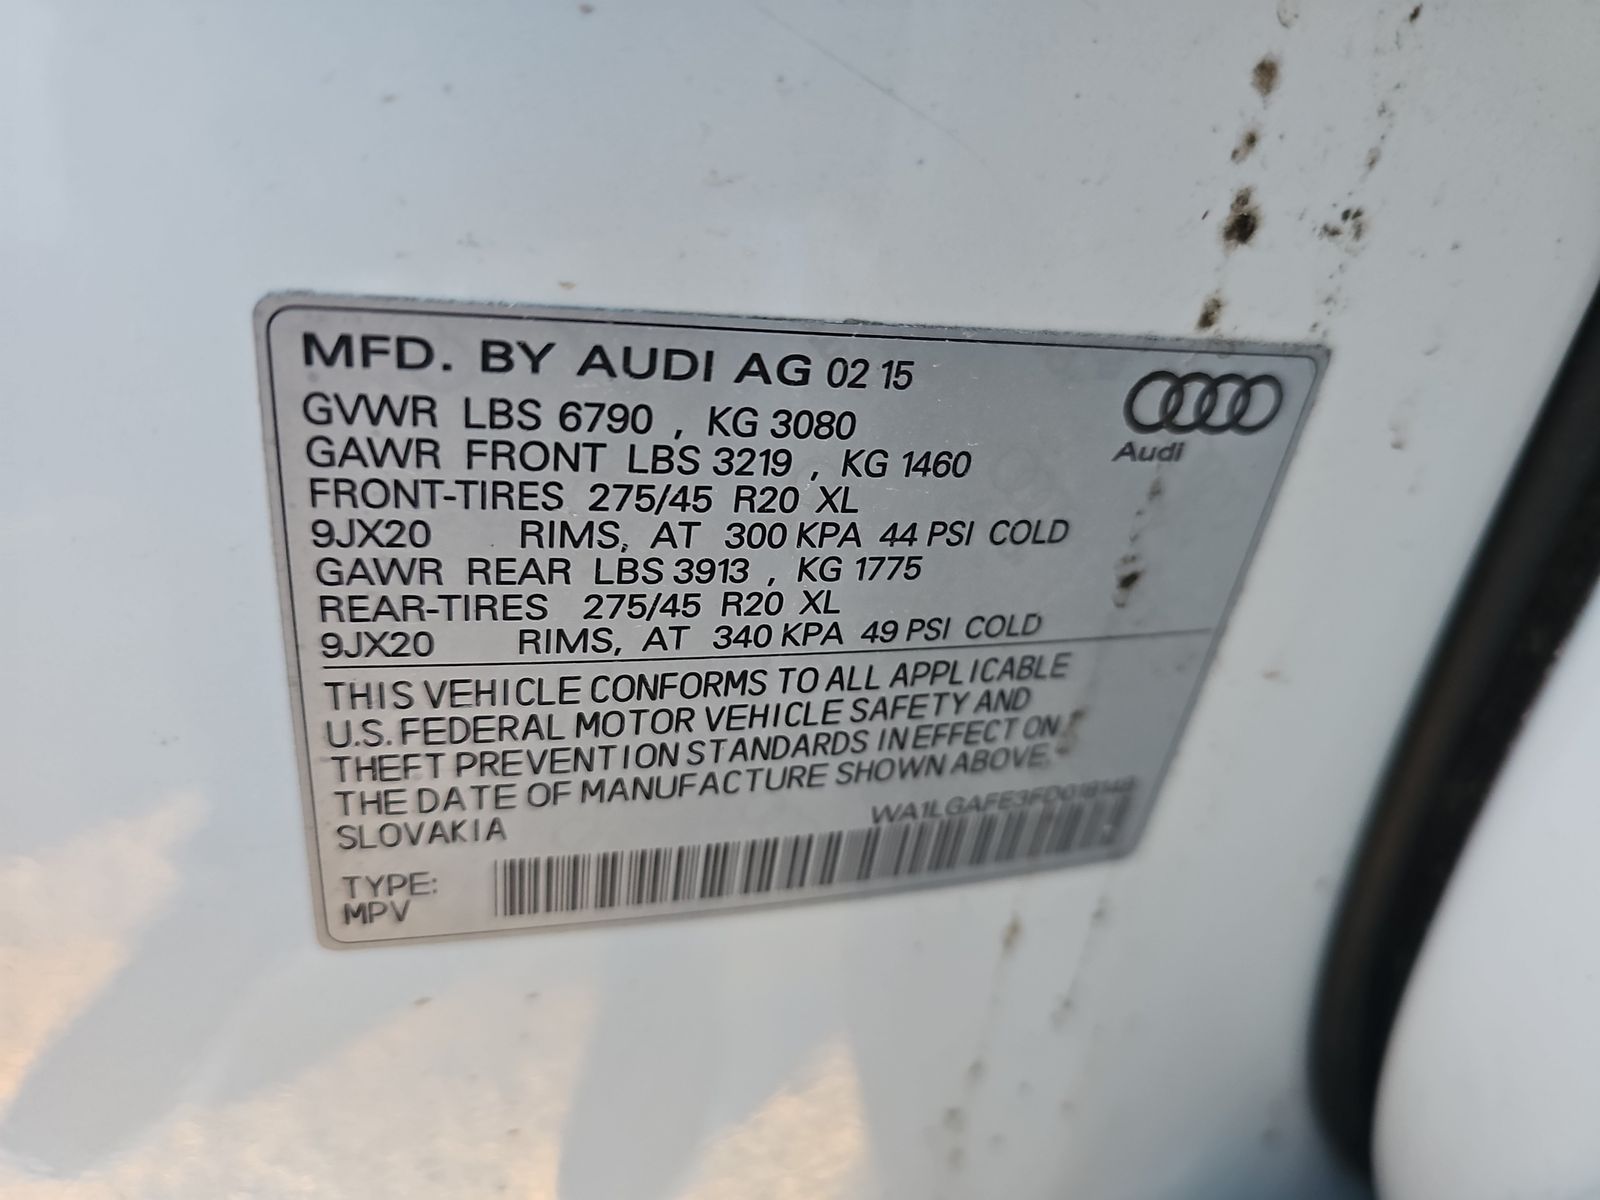 MFD. BY AUDI AG 02 15
Audi
GVWR LBS 6790 , KG 3080
GAWR FRONT LBS 3219 , KG 1460
FRONT-TIRES 275/45 R20 XL
9JX20 RIMS, AT 300 KPA 44 PSI COLD
GAWR REAR LBS 3913 , KG 1775
REAR-TIRES 275/45 R20 XL
9JX20 RIMS, AT 340 KPA 49 PSI COLD
THIS VEHICLE CONFORMS TO ALL APPLICABLE
U.S. FEDERAL MOTOR VEHICLE SAFETY AND
THEFT PREVENTION STANDARDS IN EFFECT ON
THE DATE OF MANUFACTURE SHOWN ABOVE.
SLOVAKIA
TYPE:
MPV